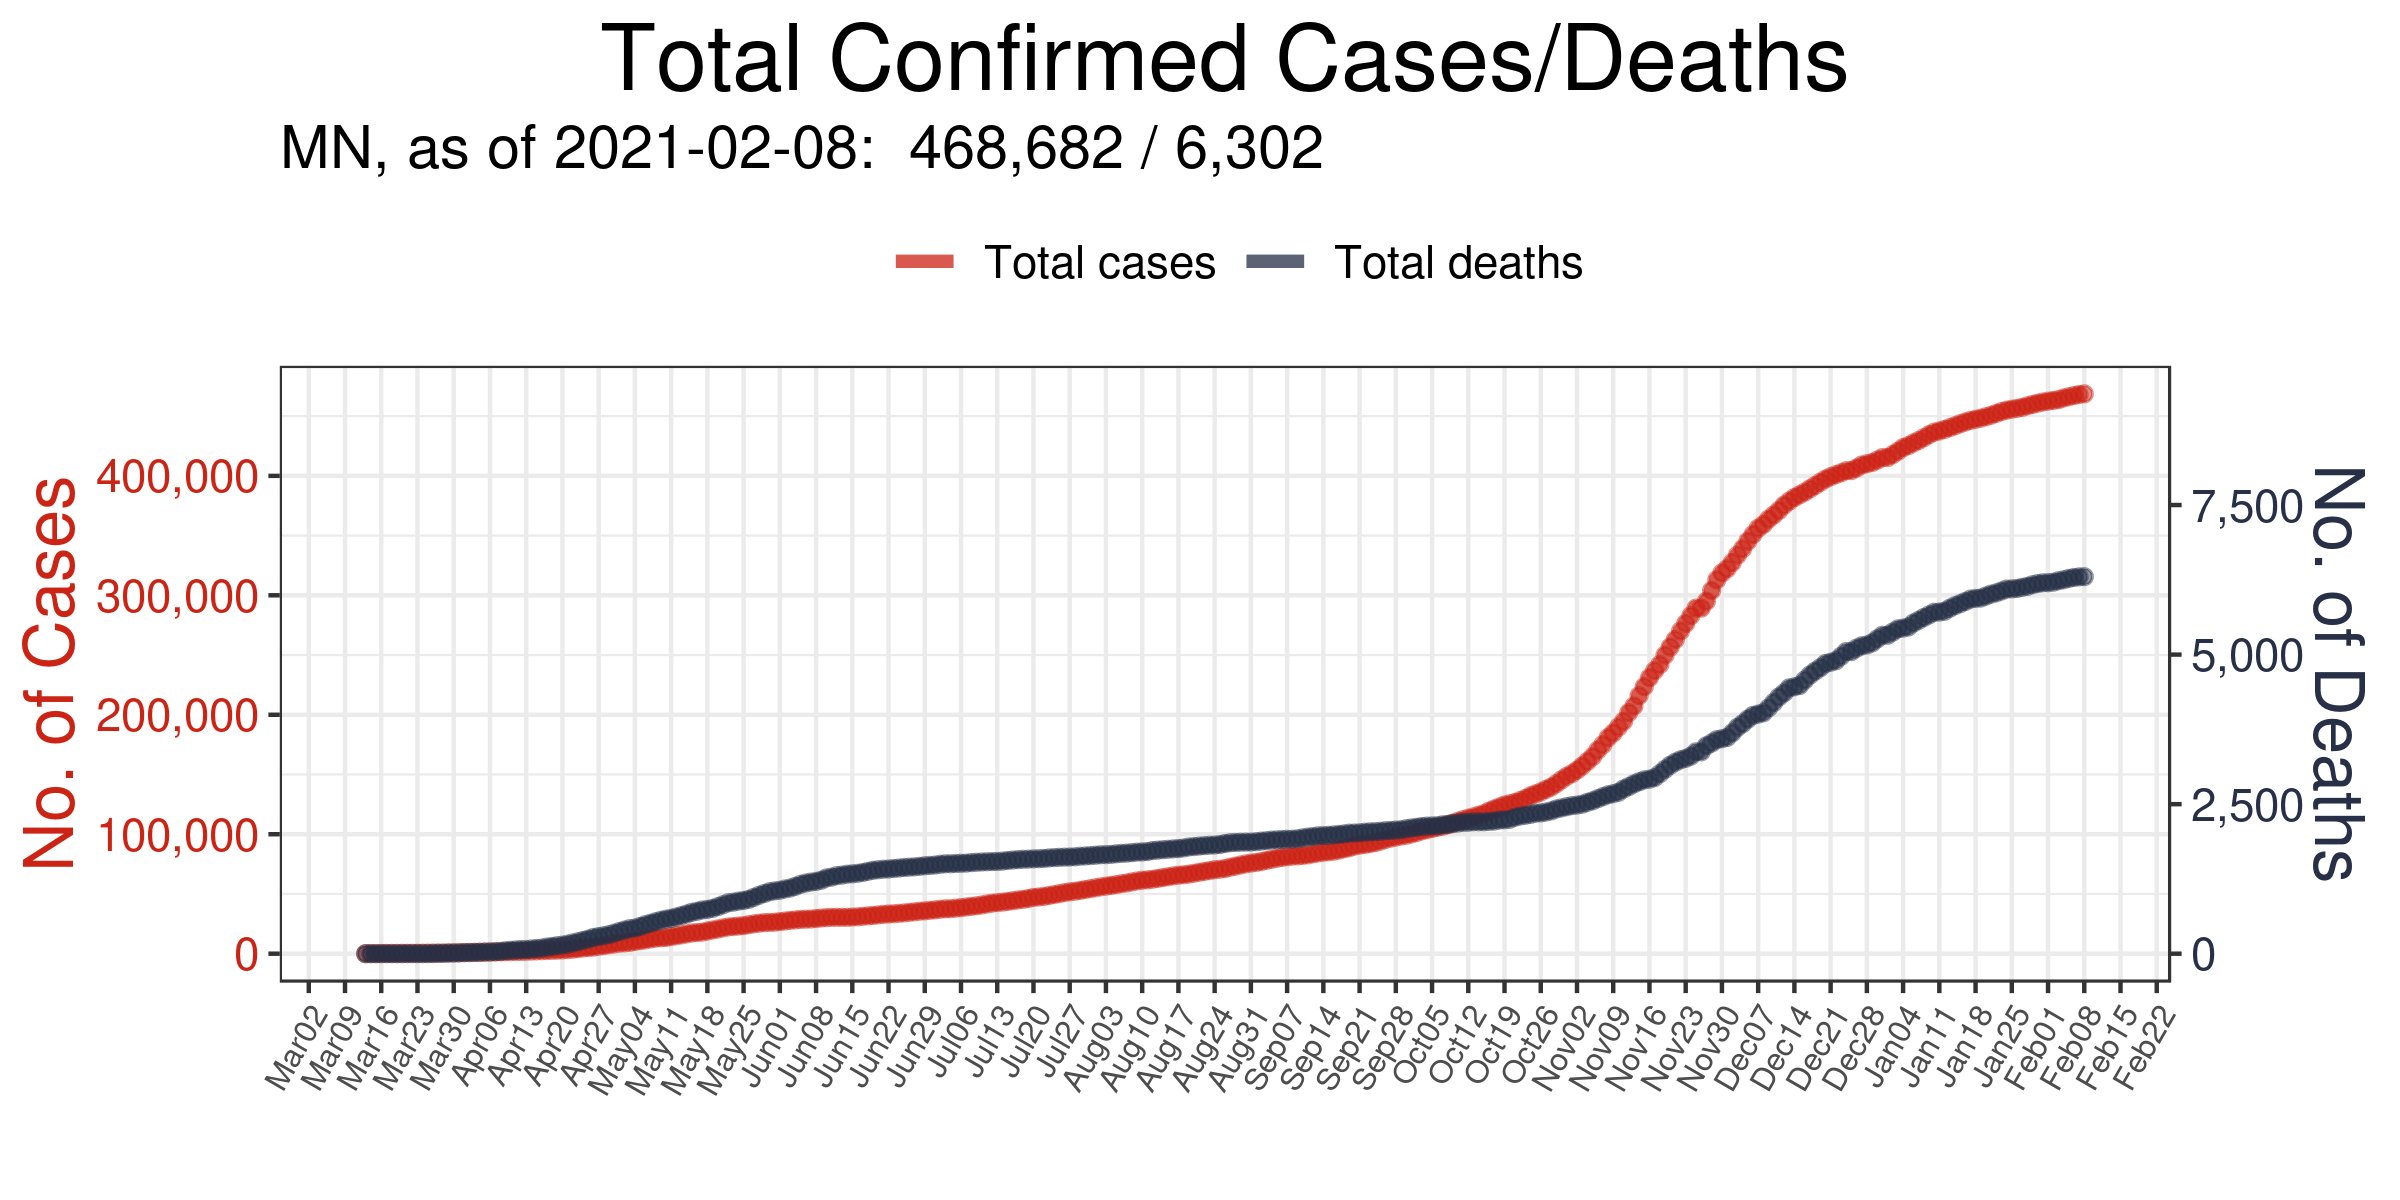 Total Confirmed Cases/Deaths
MN, as of 2021-02-08:  468,682 / 6,302
Total cases
Total deaths
No. of Cases
400,000
300,000
200,000
100,000
0
7,500
5,000
2,500
0
No. of Deaths
Mar02
Mar09
Mar16
Mar23
Mar30
Apr06
Apr13
Apr20
Apr27
May04
May11
May18
May25
Jun01
Jun08
Jun15
Jun22
Jun29
Jul06
Jul13
Jul20
Jul27
Aug03
Aug10
Aug17
Aug24
Aug31
Sep07
Sep14
Sep21
Sep28
Oct05
Oct12
Oct19
Oct26
Nov02
Nov09
Nov16
Nov23
Nov30
Dec07
Dec14
Dec21
Dec28
Jan04
Jan11
Jan18
Jan25
Feb01
Feb08
Feb15
Feb22